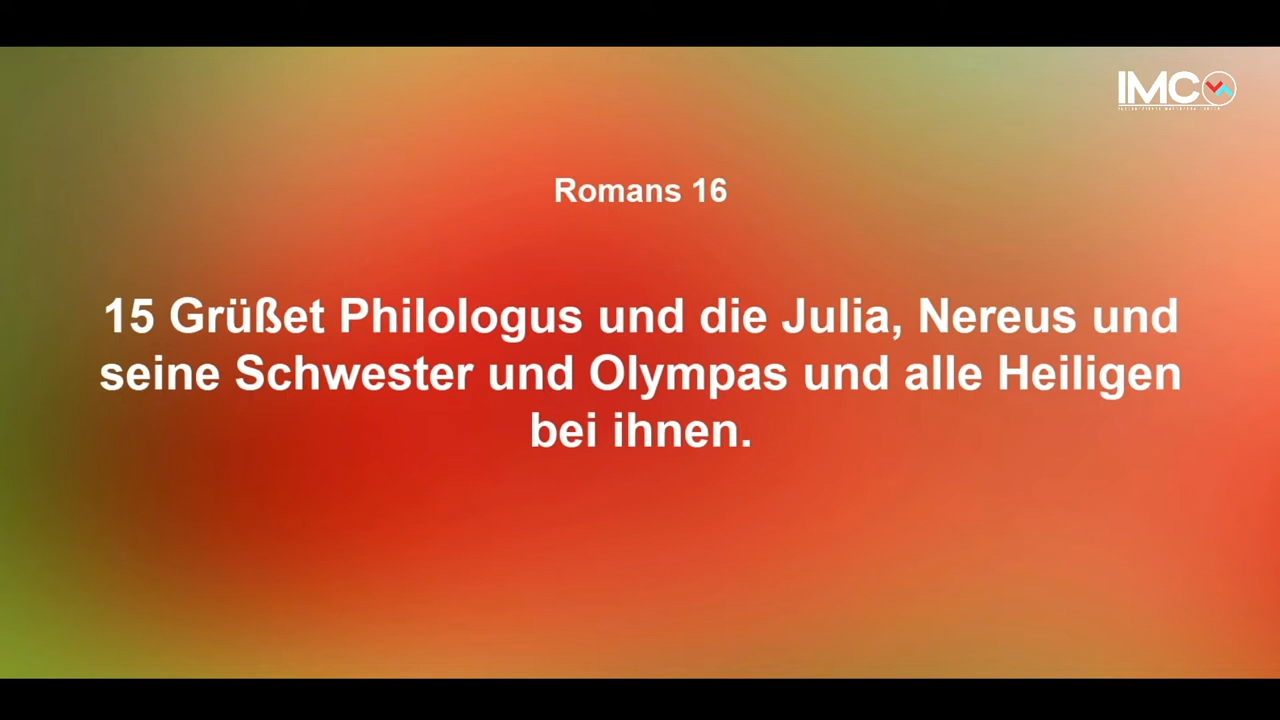 IMC
Romans 16
15 Grüßet Philologus und die Julia, Nereus und
seine Schwester und Olympas und alle Heiligen
bei ihnen.